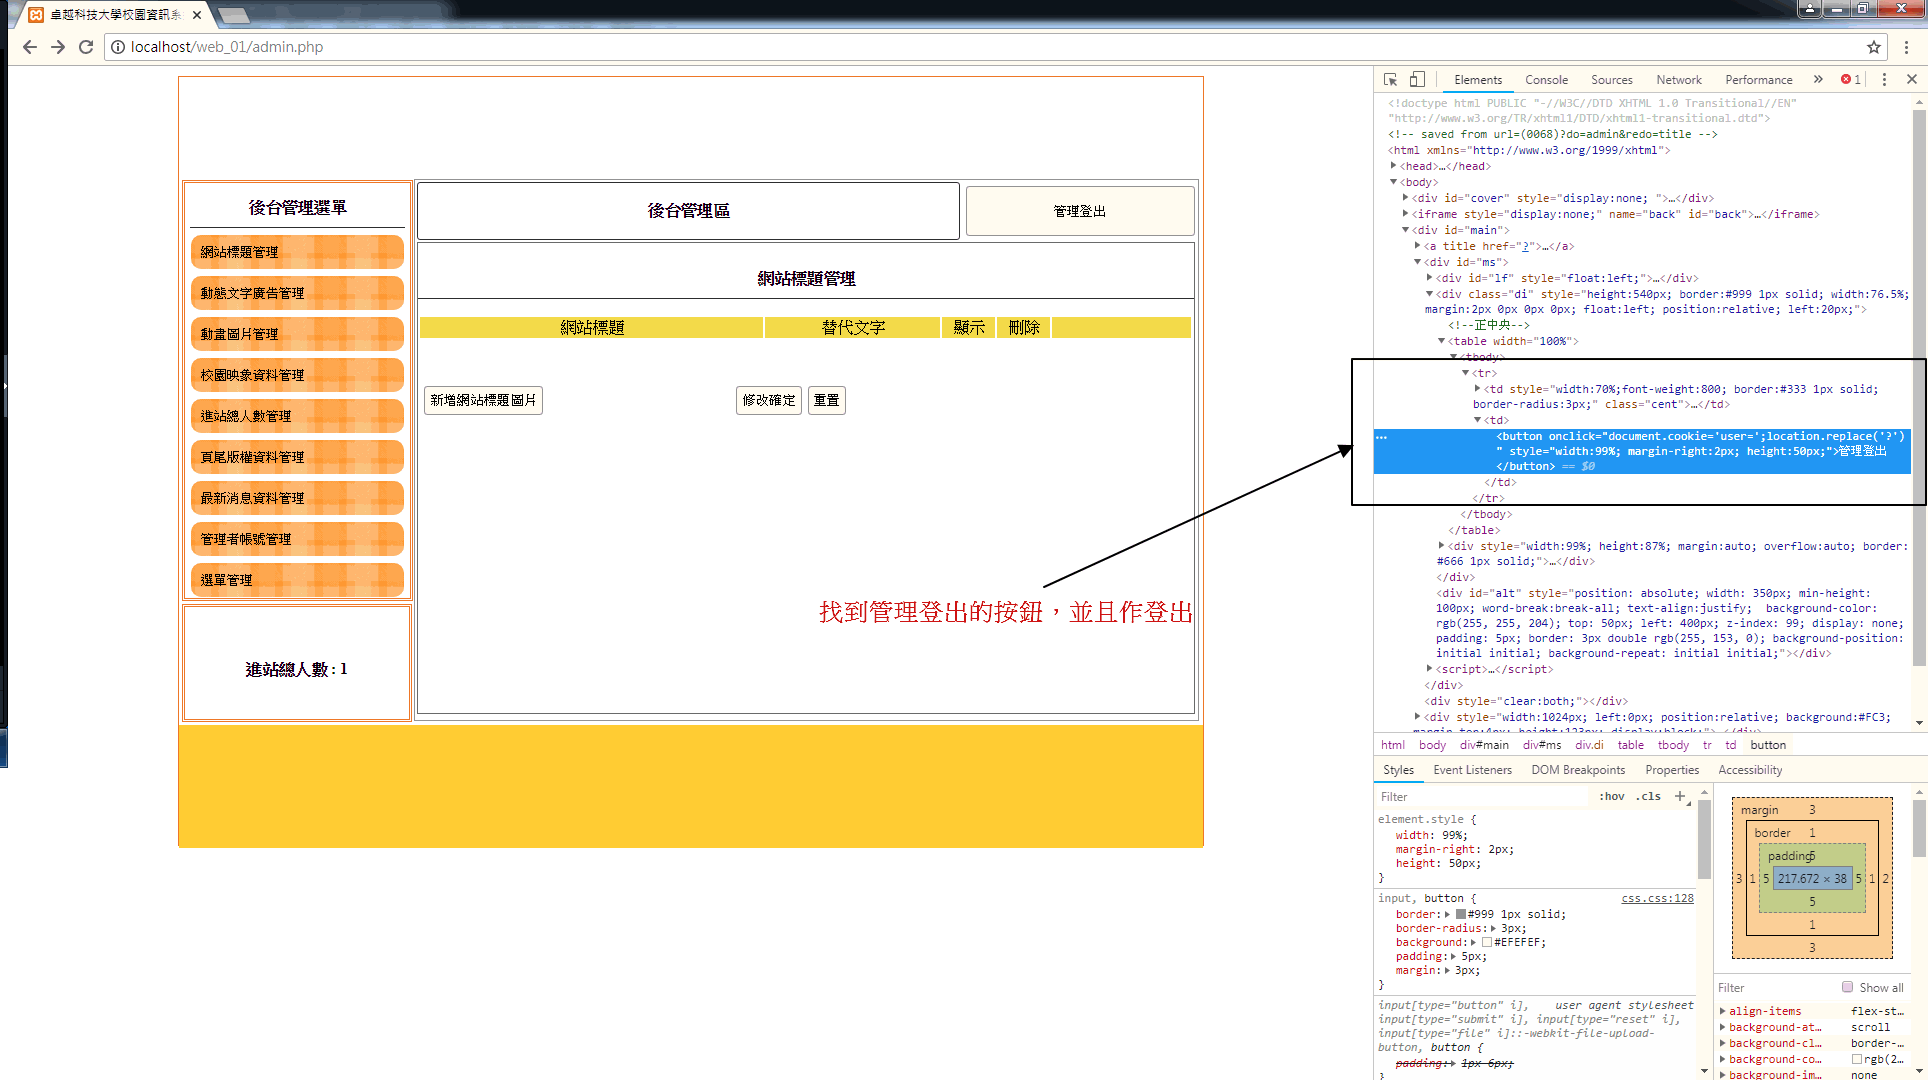 卓越科技大學校園資訊系
localhost/web_01/admin.php
後台管理選單
網站標題管理
動態文字廣告管理
動畫圖片管理
校園映象資料管理
進站總人數管理
頁尾版權資料管理
最新消息資料管理
管理者帳號管理
選單管理
進站總人數 : 1
後台管理區
管理登出
網站標題管理
網站標題 替代文字 顯示 刪除
新增網站標題圖片 修改確定 重置
找到管理登出的按鈕，並且作登出
Elements Console Sources Network Performance » 1
<!doctype html PUBLIC "-//W3C//DTD XHTML 1.0 Transitional//EN"
"http://www.w3.org/TR/xhtml1/DTD/xhtml1-transitional.dtd">
<!-- saved from url=(0068)?do=admin&redo=title -->
<html xmlns="http://www.w3.org/1999/xhtml">
<head>…</head>
<body>
<div id="cover" style="display:none; ">…</div>
<iframe style="display:none;" name="back" id="back">…</iframe>
<div id="main">
<a title href="?">…</a>
<div id="ms">
<div id="lf" style="float:left;">…</div>
<div class="di" style="height:540px; border:#999 1px solid; width:76.5%;
margin:2px 0px 0px 0px; float:left; position:relative; left:20px;">
<!--正中央-->
<table width="100%">
<tbody>
<tr>
<td style="width:70%;font-weight:800; border:#333 1px solid;
border-radius:3px;" class="cent">…</td>
<td>
<button onclick="document.cookie='user=';location.replace('?')
" style="width:99%; margin-right:2px; height:50px;">管理登出
</button> == $0
</td>
</tr>
</tbody>
</table>
<div style="width:99%; height:87%; margin:auto; overflow:auto; border:
#666 1px solid;">…</div>
</div>
<div id="alt" style="position: absolute; width: 350px; min-height:
100px; word-break:break-all; text-align:justify;  background-color:
rgb(255, 255, 204); top: 50px; left: 400px; z-index: 99; display: none;
padding: 5px; border: 3px double rgb(255, 153, 0); background-position:
initial initial; background-repeat: initial initial;"></div>
<script>…</script>
</div>
<div style="clear:both;"></div>
<div style="width:1024px; left:0px; position:relative; background:#FC3;
margin-top:4px; height:123px; display:block;">…</div>
html body div#main div#ms div.di table tbody tr td button
Styles Event Listeners DOM Breakpoints Properties Accessibility
Filter :hov .cls +
element.style {
width: 99%;
margin-right: 2px;
height: 50px;
}
input, button { css.css:128
border: #999 1px solid;
border-radius: 3px;
background: #EFEFEF;
padding: 5px;
margin: 3px;
}
input[type="button" i], user agent stylesheet
input[type="submit" i], input[type="reset" i],
input[type="file" i]::-webkit-file-upload-
button, button {
padding: 1px 6px;
}
margin 3
border 1
padding 5
3 1 5 217.672 × 38 5 1 2
5
1
3
Filter Show all
align-items flex-st…
background-at… scroll
background-cl… border-…
background-co… rgb(2…
background-im… none